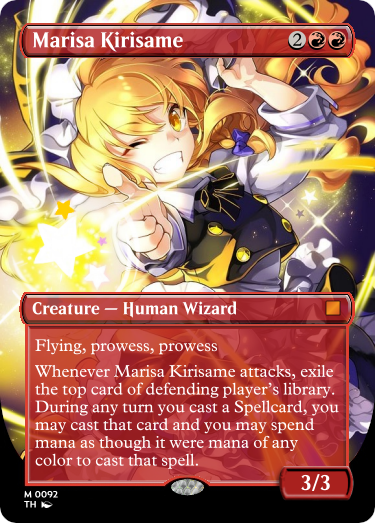 Marisa Kirisame 2
Creature — Human Wizard
Flying, prowess, prowess
Whenever Marisa Kirisame attacks, exile
the top card of defending player's library.
During any turn you cast a Spellcard, you
may cast that card and you may spend
mana as though it were mana of any
color to cast that spell.
3/3
M 0092
TH